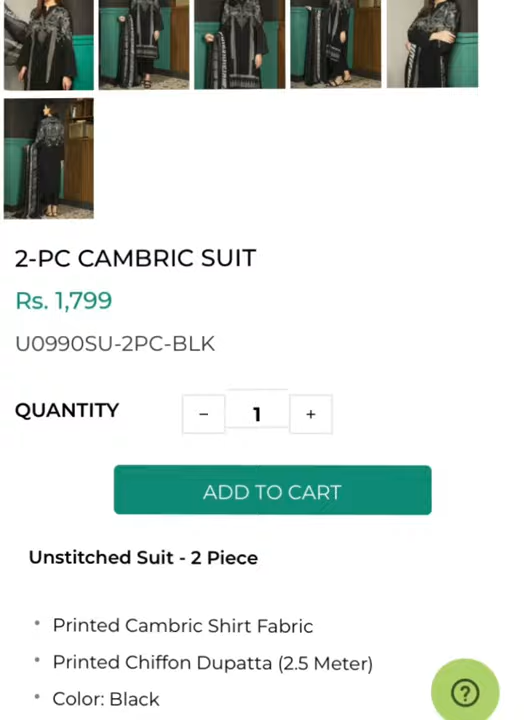 2-PC CAMBRIC SUIT
Rs. 1,799
U0990SU-2PC-BLK
QUANTITY − 1 +
ADD TO CART
Unstitched Suit - 2 Piece
• Printed Cambric Shirt Fabric
• Printed Chiffon Dupatta (2.5 Meter)
• Color: Black
?